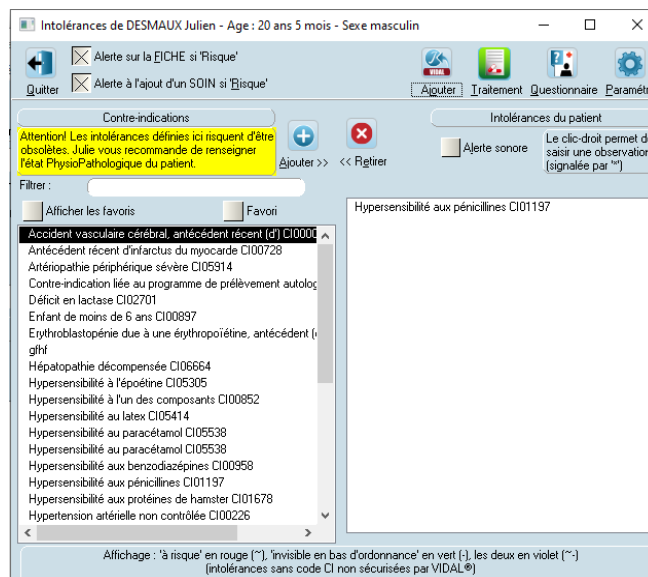 Intolérances de DESMAUX Julien - Age : 20 ans 5 mois - Sexe masculin
Alerte sur la FICHE si 'Risque'
Alerte à l'ajout d'un SOIN si 'Risque'
Quitter
VIDAL
Ajouter Traitement Questionnaire Paramétr
Contre-indications
Attention! Les intolérances définies ici risquent d'être
obsolètes. Julie vous recommande de renseigner
l'état PhysioPathologique du patient.
Ajouter >> << Retirer
Intolérances du patient
Alerte sonore
Le clic-droit permet de
saisir une observation
(signalée par '*')
Filtrer :
Afficher les favoris Favori
Accident vasculaire cérébral, antécédent récent (d') CI0000
Antécédent récent d'infarctus du myocarde CI00728
Artériopathie périphérique sévère CI05914
Contre-indication liée au programme de prélèvement autolog
Déficit en lactase CI02701
Enfant de moins de 6 ans CI00897
Erythroblastopénie due à une érythropoïétine, antécédent (
gfhf
Hépatopathie décompensée CI06664
Hypersensibilité à l'époétine CI05305
Hypersensibilité à l'un des composants CI00852
Hypersensibilité au latex CI05414
Hypersensibilité au paracétamol CI05538
Hypersensibilité au paracétamol CI05538
Hypersensibilité aux benzodiazépines CI00958
Hypersensibilité aux pénicillines CI01197
Hypersensibilité aux protéines de hamster CI01678
Hypertension artérielle non contrôlée CI00226
Hypersensibilité aux pénicillines CI01197
Affichage : 'à risque' en rouge (~), 'invisible en bas d'ordonnance' en vert (-), les deux en violet (~-)
(intolérances sans code CI non sécurisées par VIDAL®)